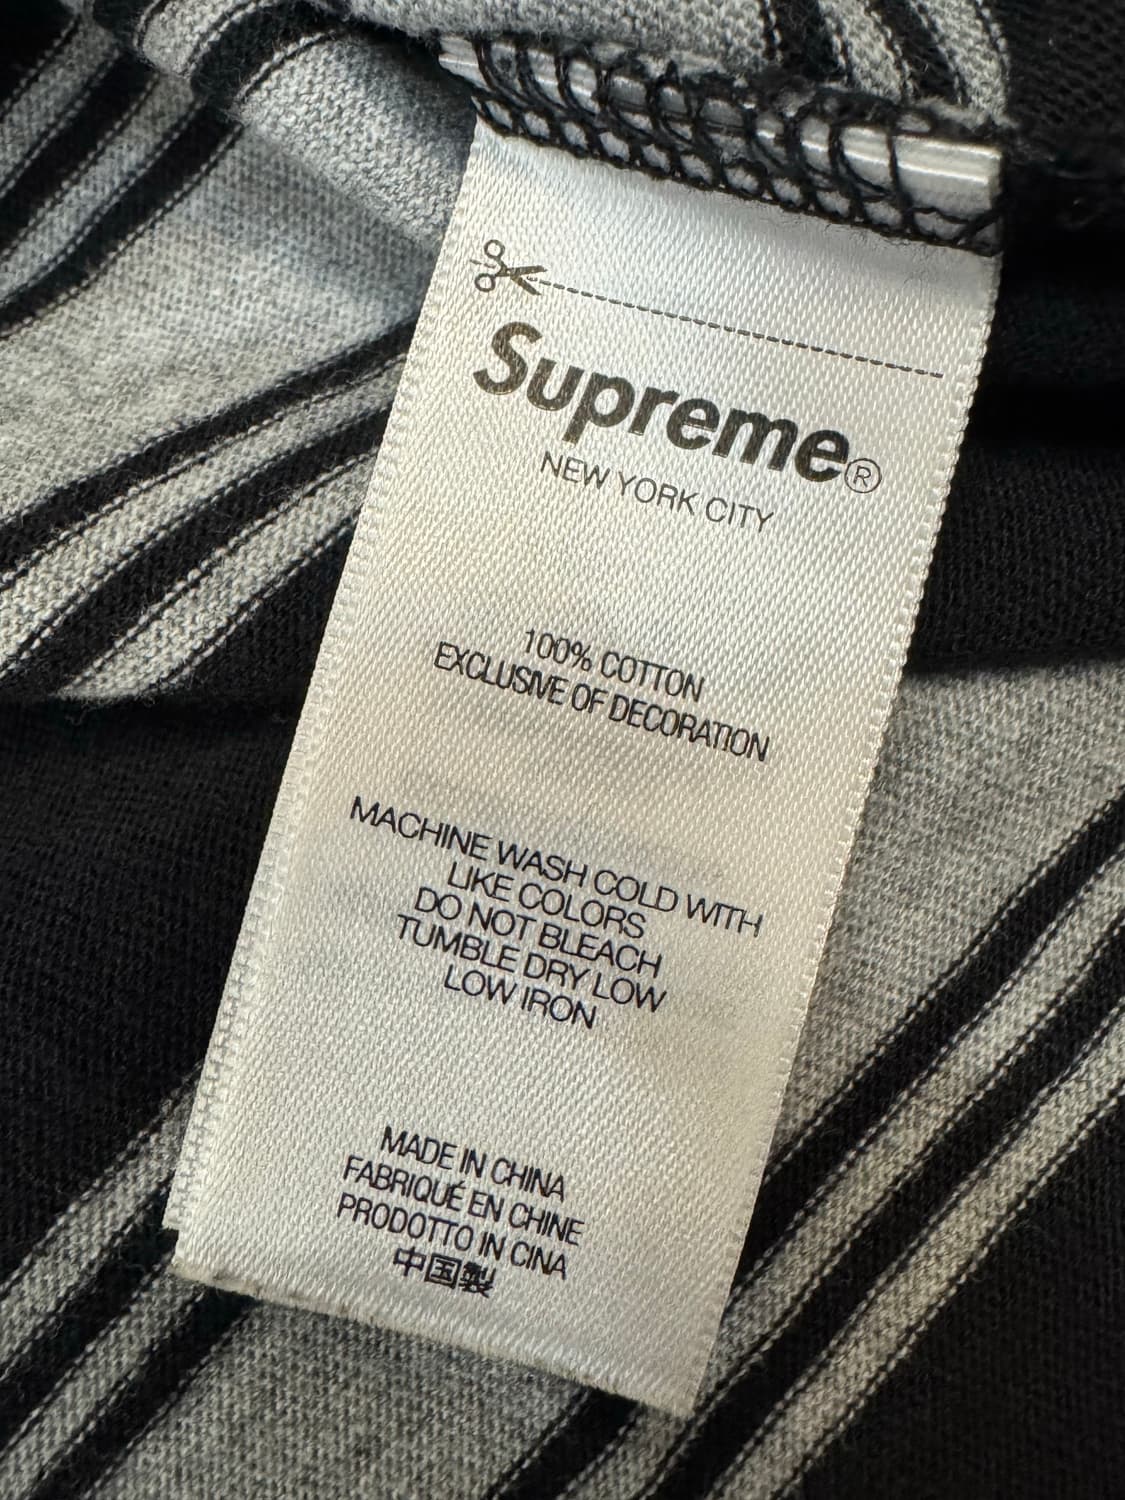 Supreme®
NEW YORK CITY
100% COTTON
EXCLUSIVE OF DECORATION
MACHINE WASH COLD WITH
LIKE COLORS
DO NOT BLEACH
TUMBLE DRY LOW
LOW IRON
MADE IN CHINA
FABRIQUÉ EN CHINE
PRODOTTO IN CINA
中国製